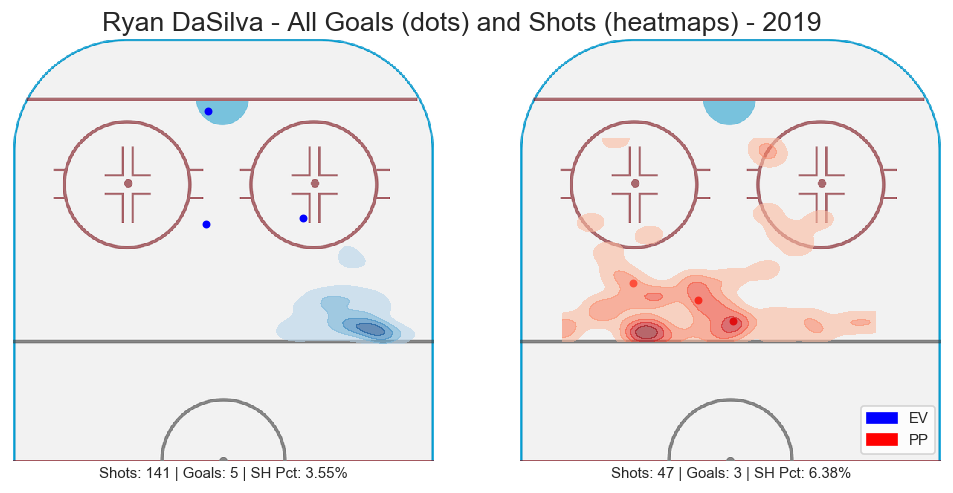 Ryan DaSilva - All Goals (dots) and Shots (heatmaps) - 2019
EV
PP
Shots: 141 | Goals: 5 | SH Pct: 3.55%
Shots: 47 | Goals: 3 | SH Pct: 6.38%